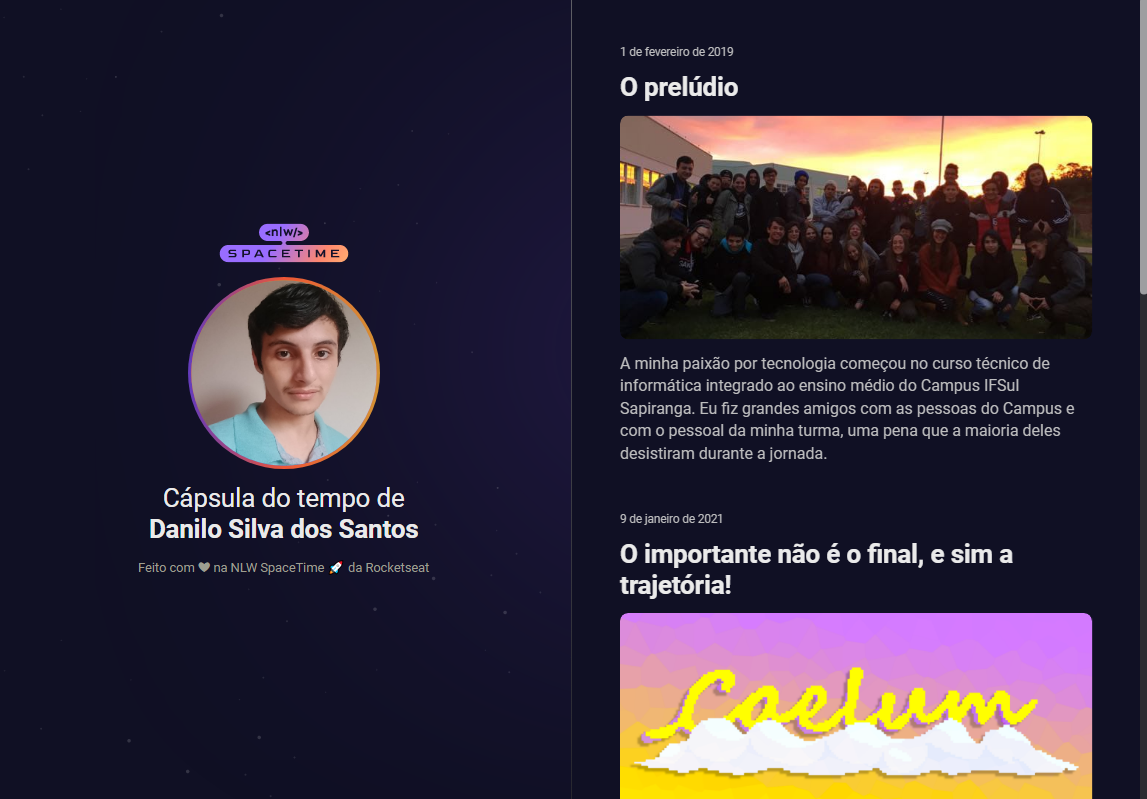 <nlw/>
SPACETIME
Cápsula do tempo de
Danilo Silva dos Santos
Feito com 🤍 na NLW SpaceTime 🚀 da Rocketseat
1 de fevereiro de 2019
O prelúdio
A minha paixão por tecnologia começou no curso técnico de
informática integrado ao ensino médio do Campus IFSul
Sapiranga. Eu fiz grandes amigos com as pessoas do Campus e
com o pessoal da minha turma, uma pena que a maioria deles
desistiram durante a jornada.
9 de janeiro de 2021
O importante não é o final, e sim a
trajetória!
Caelum